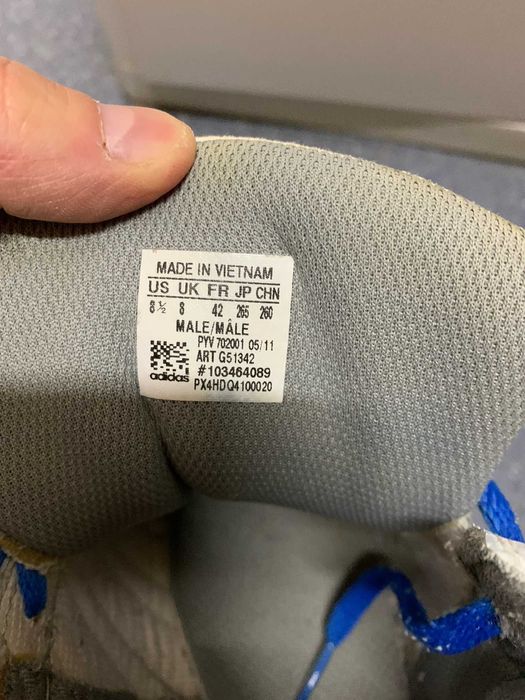 MADE IN VIETNAM
US UK FR JP CHN
8½ 8 42 265 260
MALE/MÂLE
PYV 702001 05/11
ART G51342
#103464089
adidas PX4HDQ4100020